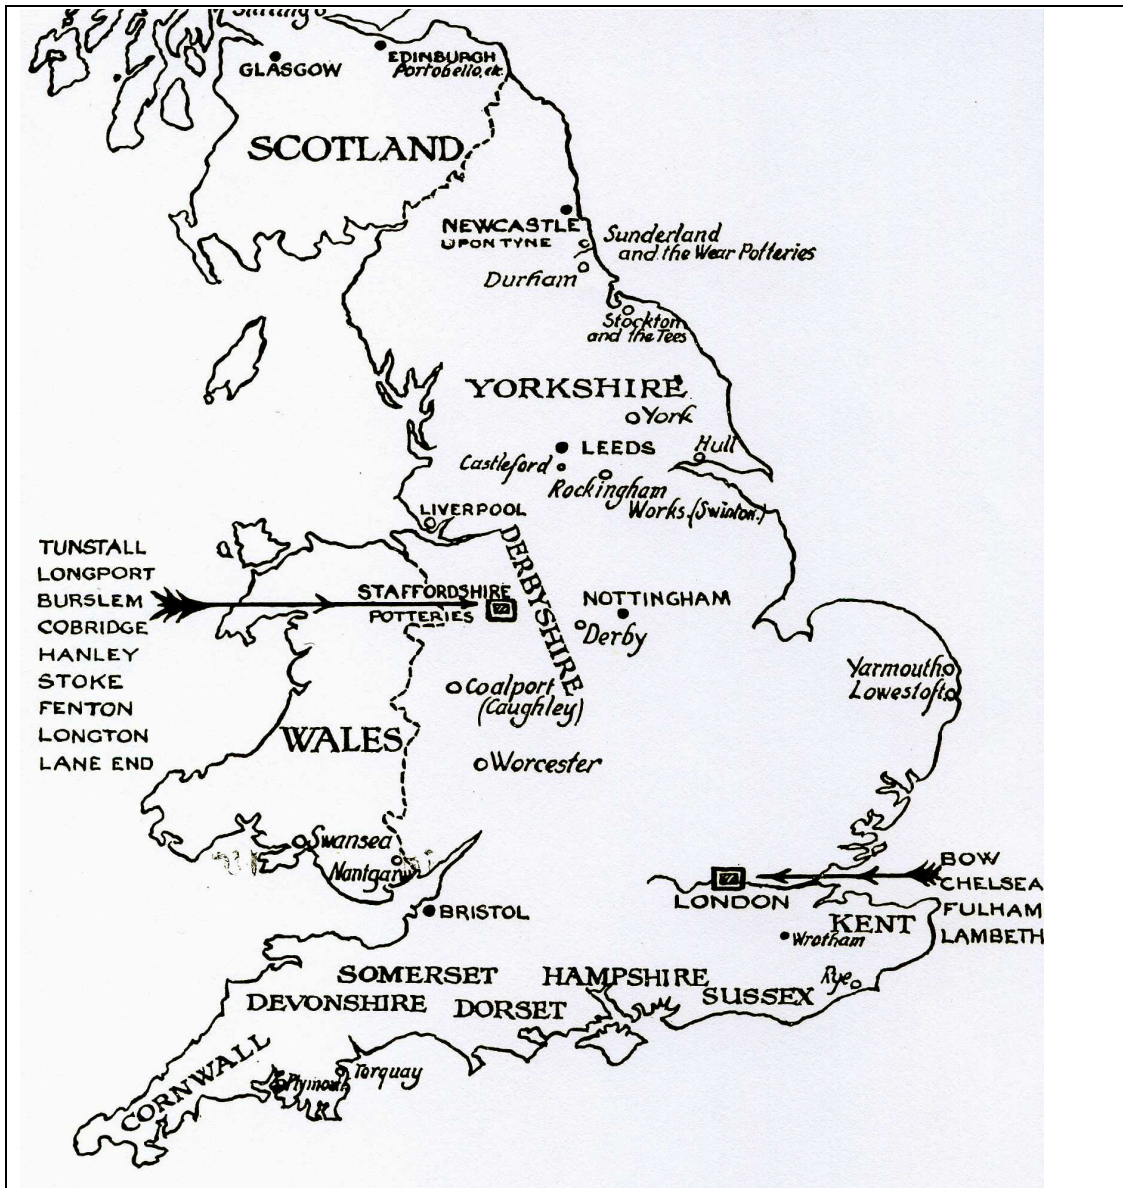 Stirling
GLASGOW
EDINBURGH
Portobello, etc.
SCOTLAND
NEWCASTLE
UPON TYNE
Sunderland
and the Wear Potteries
Durham
Stockton
and the Tees
YORKSHIRE
York
LEEDS
Hull
Castleford
Rockingham
Works (Swinton.)
LIVERPOOL
DERBYSHIRE
TUNSTALL
LONGPORT
BURSLEM
COBRIDGE
HANLEY
STOKE
FENTON
LONGTON
LANE END
STAFFORDSHIRE
POTTERIES
NOTTINGHAM
Derby
Yarmouth
Lowestoft
Coalport
(Caughley)
WALES
Worcester
Swansea
Nantgarw
BRISTOL
LONDON
BOW
CHELSEA
FULHAM
LAMBETH
KENT
Wrotham
Rye
SOMERSET
HAMPSHIRE
SUSSEX
DEVONSHIRE
DORSET
CORNWALL
Plymouth
Torquay